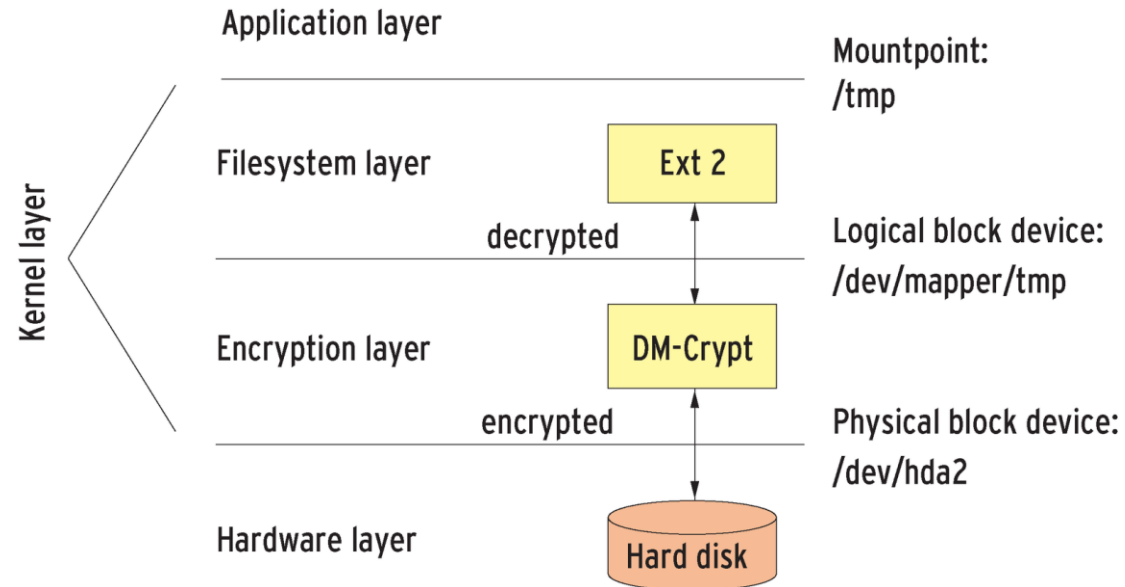 Application layer
Mountpoint:
/tmp
Kernel layer
Filesystem layer
Ext 2
decrypted
Logical block device:
/dev/mapper/tmp
Encryption layer
DM-Crypt
encrypted
Physical block device:
/dev/hda2
Hardware layer
Hard disk